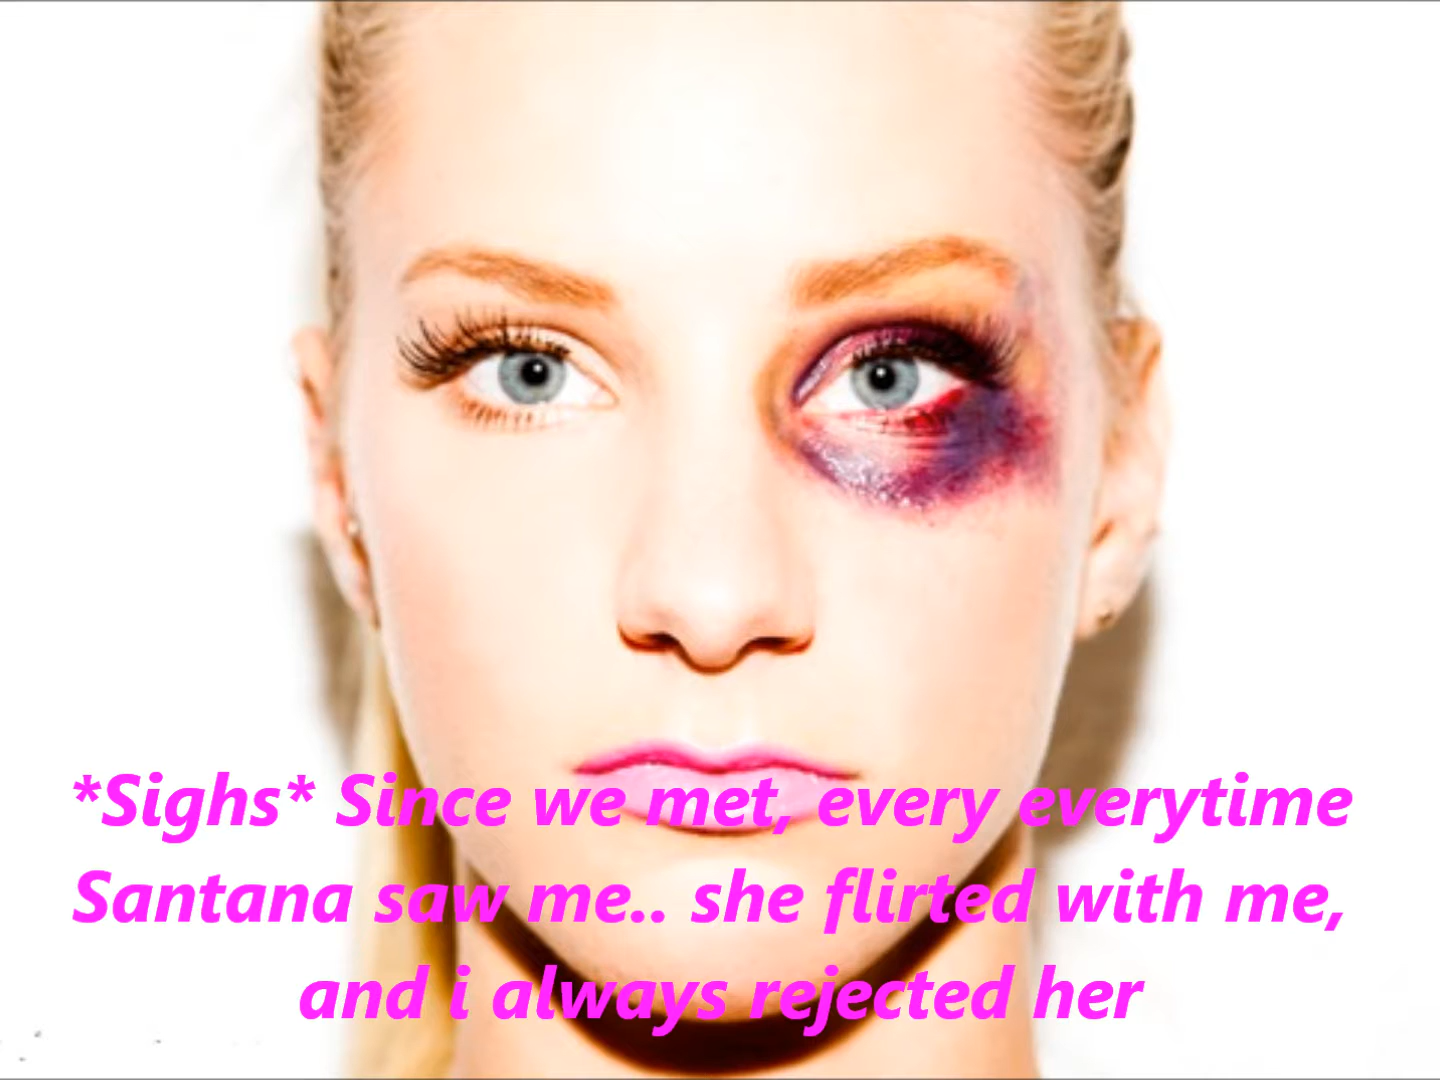 *Sighs* Since we met, every everytime
Santana saw me.. she flirted with me,
and i always rejected her